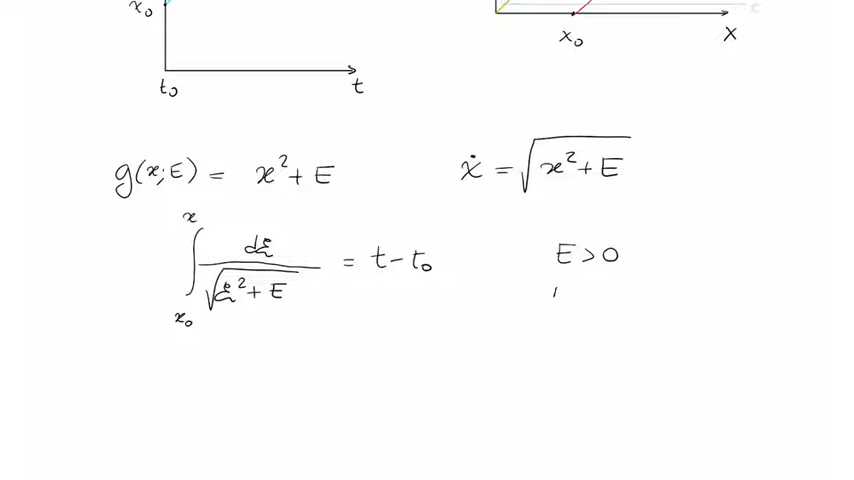 x₀
t₀
t
x₀
X
g(x;E) = x² + E
ẋ = √(x² + E)
∫_{x₀}^{x} dξ/√(ξ² + E) = t - t₀
E > 0